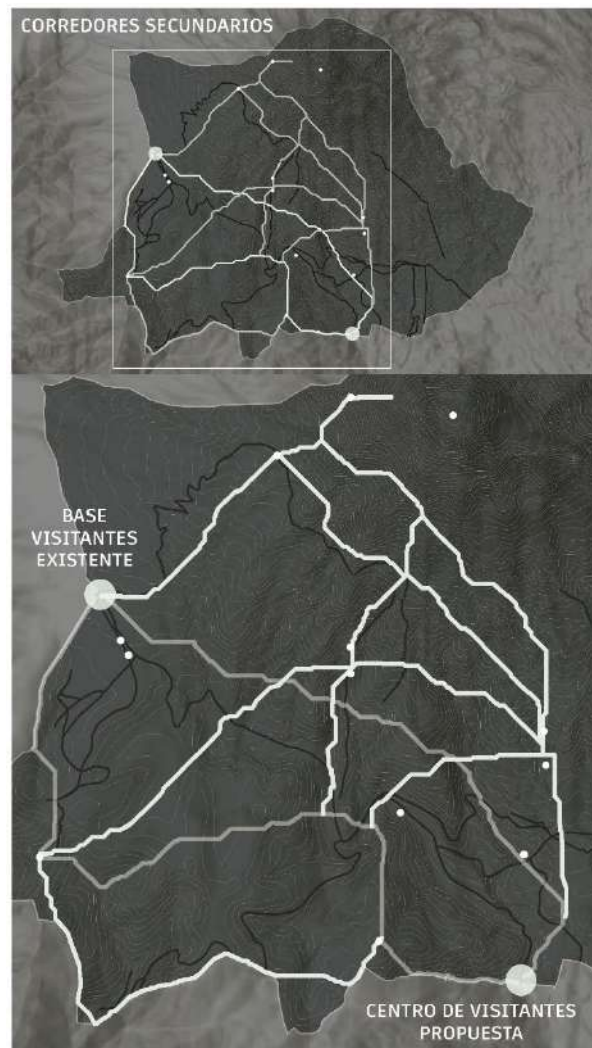 CORREDORES SECUNDARIOS
BASE
VISITANTES
EXISTENTE
CENTRO DE VISITANTES
PROPUESTA